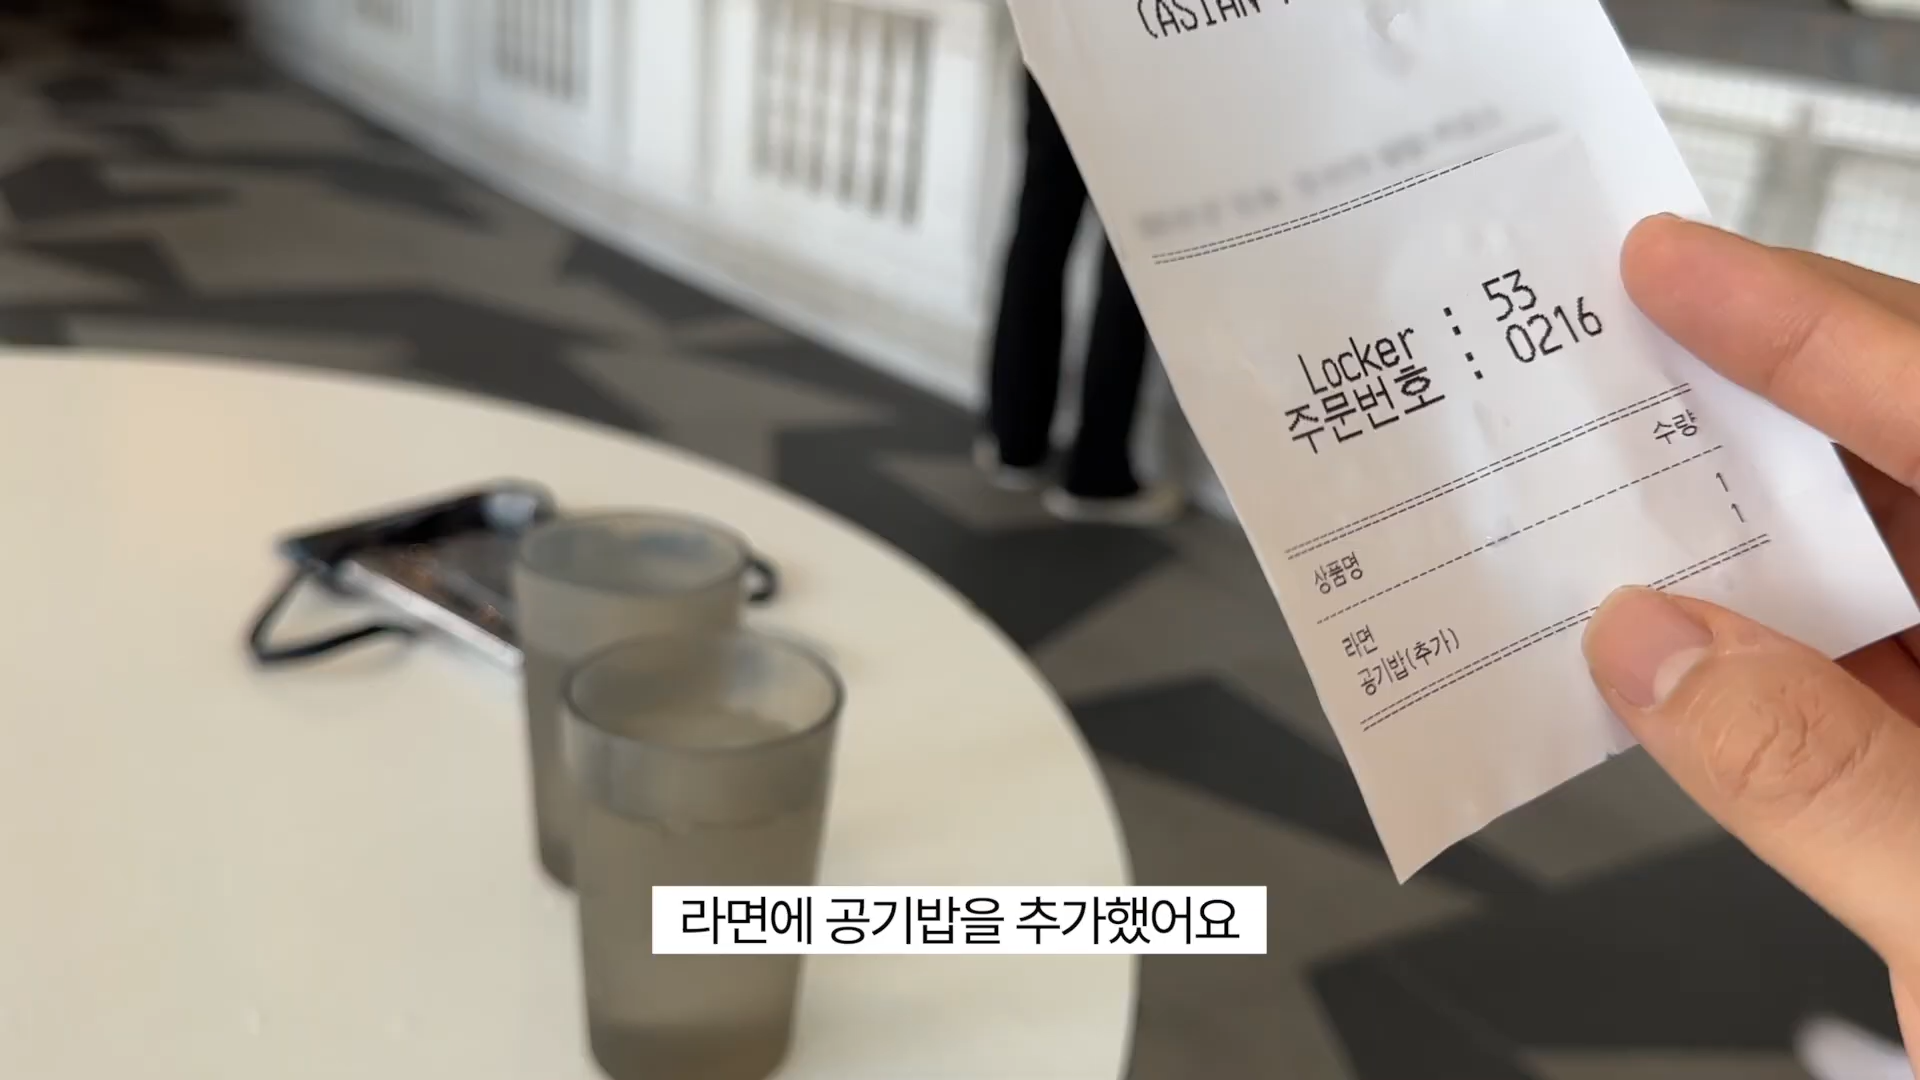 (ASIAN
Locker : 53
주문번호 : 0216
상품명 수량
라면 1
공기밥(추가) 1
라면에 공기밥을 추가했어요